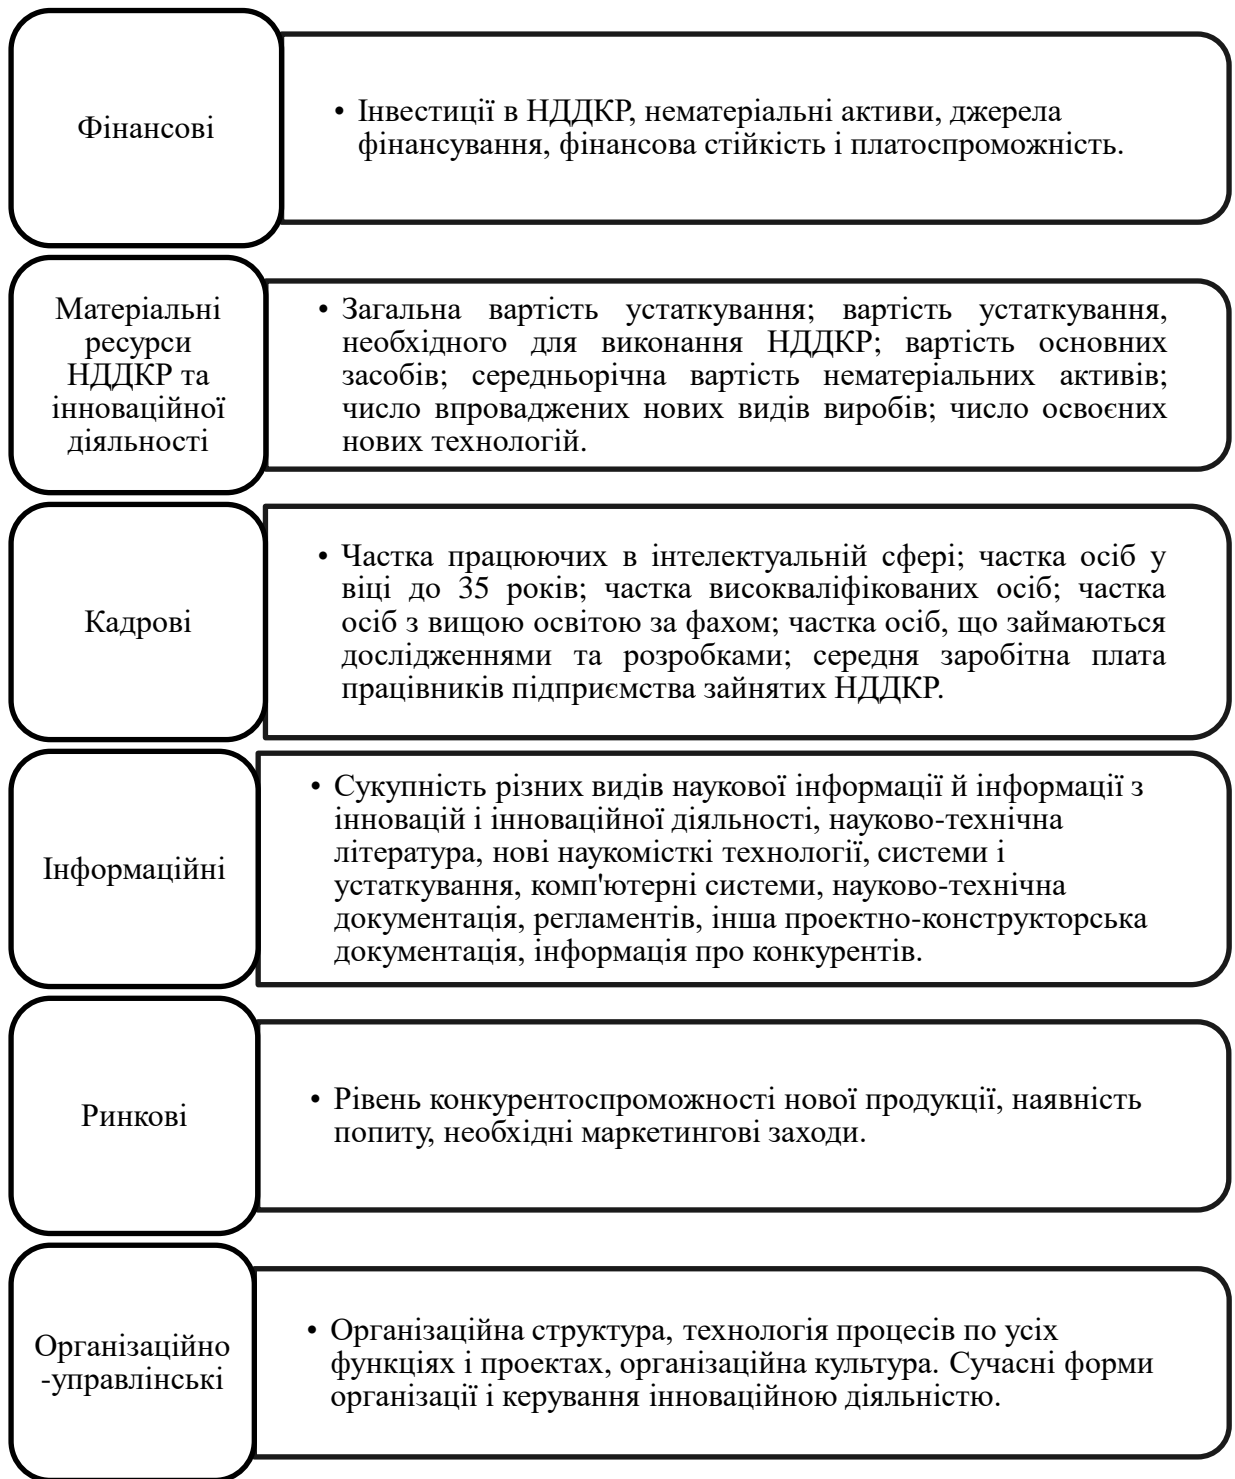 Фінансові
• Інвестиції в НДДКР, нематеріальні активи, джерела
фінансування, фінансова стійкість і платоспроможність.
Матеріальні
ресурси
НДДКР та
інноваційної
діяльності
• Загальна вартість устаткування; вартість устаткування,
необхідного для виконання НДДКР; вартість основних
засобів; середньорічна вартість нематеріальних активів;
число впроваджених нових видів виробів; число освоєних
нових технологій.
Кадрові
• Частка працюючих в інтелектуальній сфері; частка осіб у
віці до 35 років; частка високваліфікованих осіб; частка
осіб з вищою освітою за фахом; частка осіб, що займаються
дослідженнями та розробками; середня заробітна плата
працівників підприємства зайнятих НДДКР.
Інформаційні
• Сукупність різних видів наукової інформації й інформації з
інновацій і інноваційної діяльності, науково-технічна
література, нові наукомісткі технології, системи і
устаткування, комп'ютерні системи, науково-технічна
документація, регламентів, інша проектно-конструкторська
документація, інформація про конкурентів.
Ринкові
• Рівень конкурентоспроможності нової продукції, наявність
попиту, необхідні маркетингові заходи.
Організаційно
-управлінські
• Організаційна структура, технологія процесів по усіх
функціях і проектах, організаційна культура. Сучасні форми
організації і керування інноваційною діяльністю.